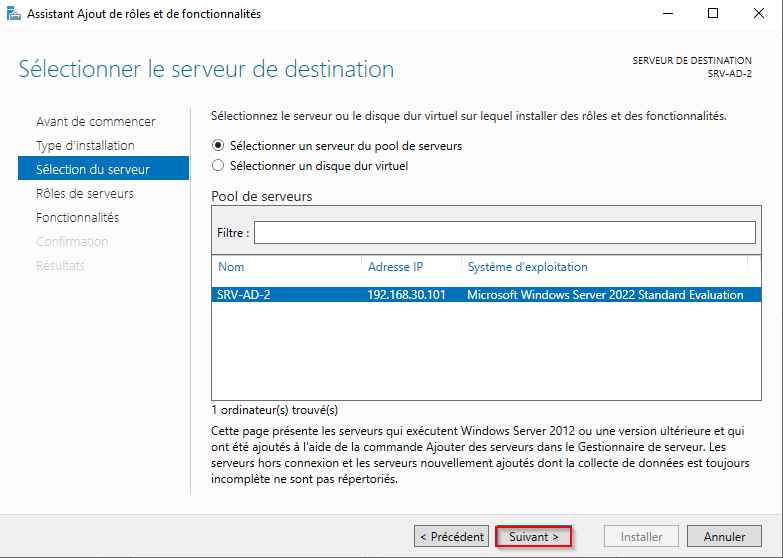 Assistant Ajout de rôles et de fonctionnalités
Sélectionner le serveur de destination
SERVEUR DE DESTINATION
SRV-AD-2
Avant de commencer
Type d'installation
Sélection du serveur
Rôles de serveurs
Fonctionnalités
Confirmation
Résultats
Sélectionnez le serveur ou le disque dur virtuel sur lequel installer des rôles et des fonctionnalités.
Sélectionner un serveur du pool de serveurs
Sélectionner un disque dur virtuel
Pool de serveurs
Filtre :
Nom Adresse IP Système d'exploitation
SRV-AD-2 192.168.30.101 Microsoft Windows Server 2022 Standard Evaluation
1 ordinateur(s) trouvé(s)
Cette page présente les serveurs qui exécutent Windows Server 2012 ou une version ultérieure et qui
ont été ajoutés à l'aide de la commande Ajouter des serveurs dans le Gestionnaire de serveur. Les
serveurs hors connexion et les serveurs nouvellement ajoutés dont la collecte de données est toujours
incomplète ne sont pas répertoriés.
< Précédent Suivant > Installer Annuler